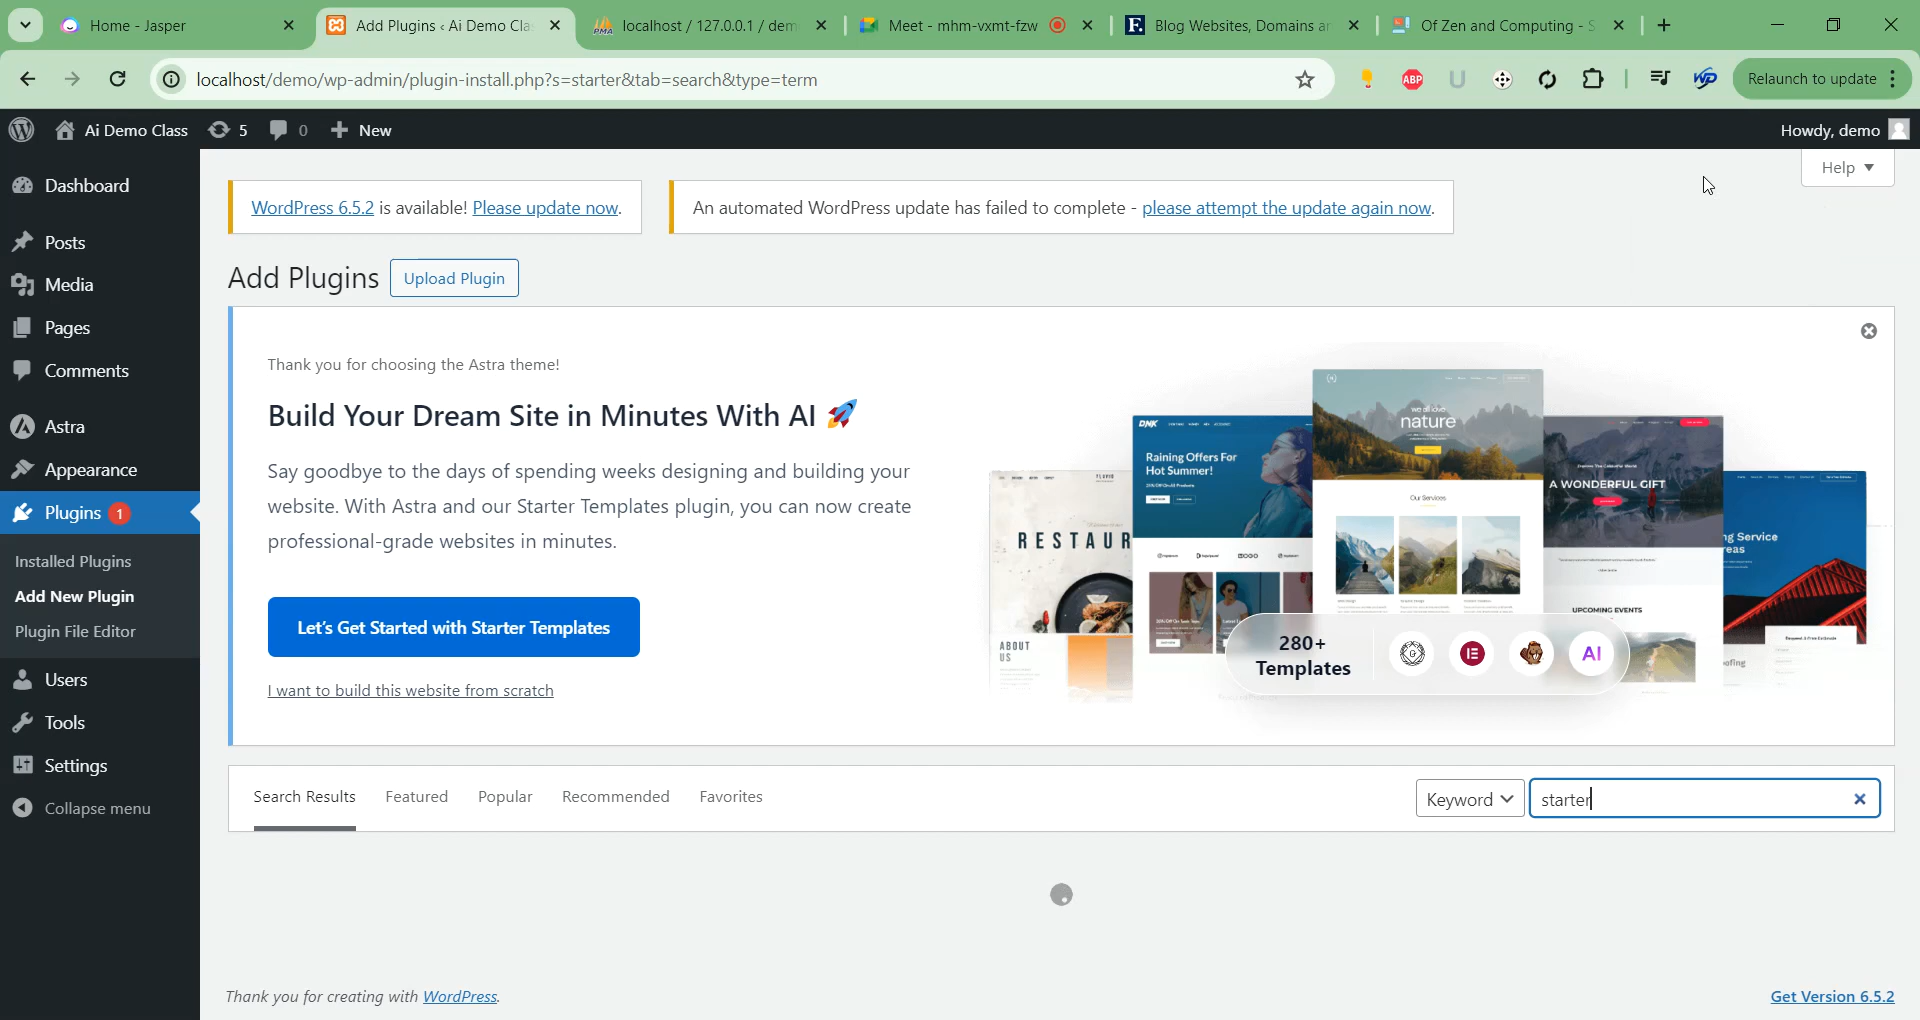 Home - Jasper
Add Plugins ‹ Ai Demo Cla
localhost / 127.0.0.1 / dem
Meet - mhm-vxmt-fzw
Blog Websites, Domains ar
Of Zen and Computing - S
localhost/demo/wp-admin/plugin-install.php?s=starter&tab=search&type=term
ABP
Relaunch to update
Ai Demo Class
5
0
New
Howdy, demo
Help
Dashboard
Posts
Media
Pages
Comments
Astra
Appearance
Plugins 1
Installed Plugins
Add New Plugin
Plugin File Editor
Users
Tools
Settings
Collapse menu
WordPress 6.5.2 is available! Please update now.
An automated WordPress update has failed to complete - please attempt the update again now.
Add Plugins
Upload Plugin
Thank you for choosing the Astra theme!
Build Your Dream Site in Minutes With AI 🚀
Say goodbye to the days of spending weeks designing and building your
website. With Astra and our Starter Templates plugin, you can now create
professional-grade websites in minutes.
Let's Get Started with Starter Templates
I want to build this website from scratch
RESTAUR
ABOUT
US
DNK
Raining Offers For
Hot Summer!
we all love
nature
Our Services
A WONDERFUL GIFT
UPCOMING EVENTS
ng Service
reas
280+
Templates
AI
Search Results
Featured
Popular
Recommended
Favorites
Keyword
starter
Thank you for creating with WordPress.
Get Version 6.5.2